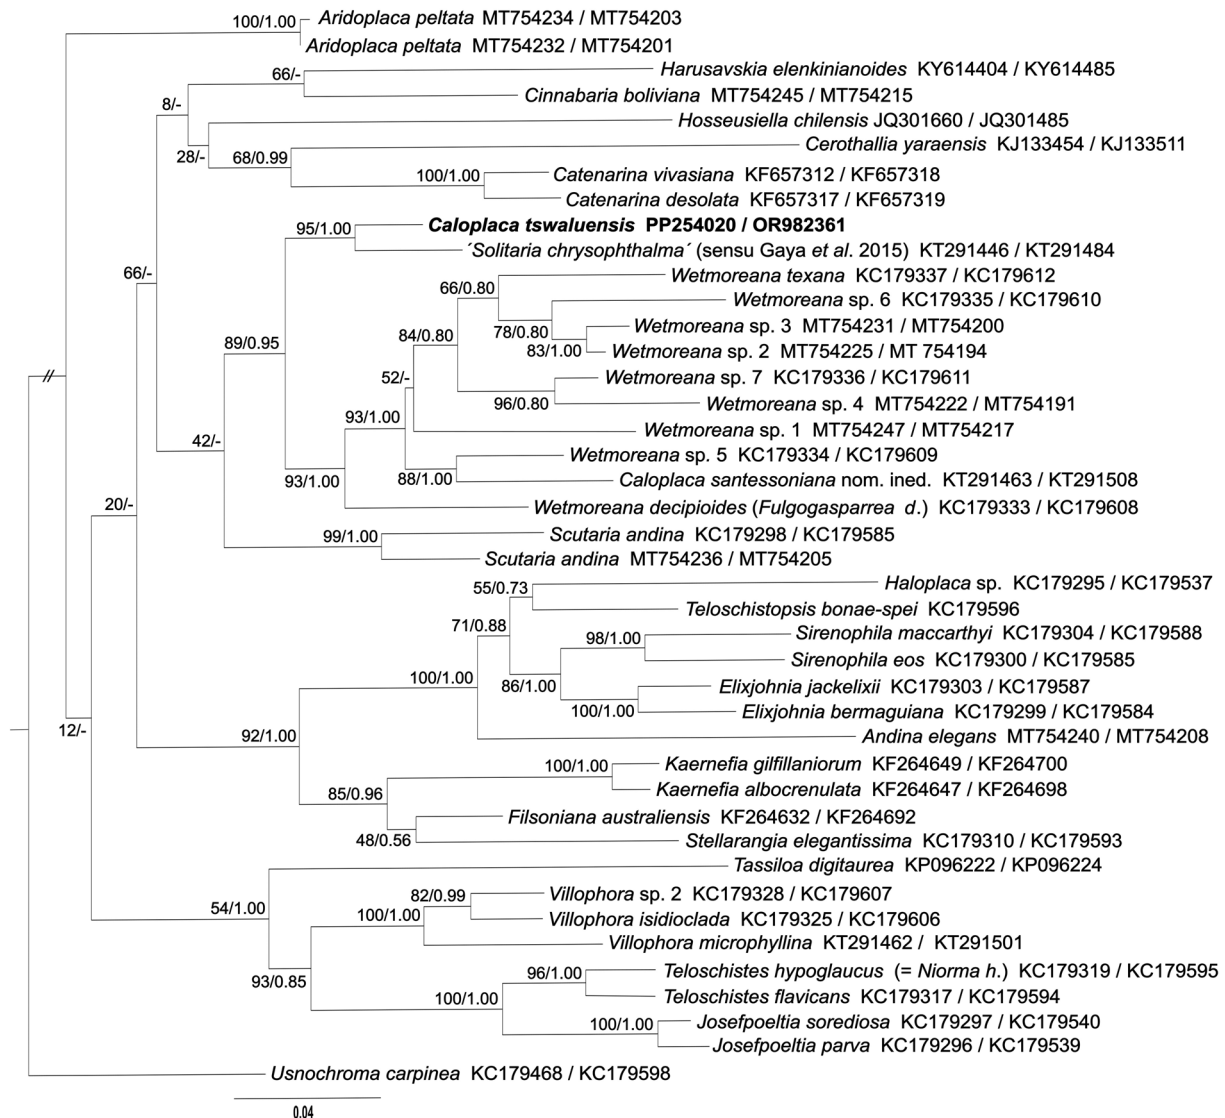 100/1.00
Aridoplaca peltata MT754234 / MT754203
Aridoplaca peltata MT754232 / MT754201
66/-
Harusavskia elenkinianoides KY614404 / KY614485
Cinnabaria boliviana MT754245 / MT754215
8/-
Hosseusiella chilensis JQ301660 / JQ301485
28/-
68/0.99
Cerothallia yaraensis KJ133454 / KJ133511
100/1.00
Catenarina vivasiana KF657312 / KF657318
Catenarina desolata KF657317 / KF657319
95/1.00
Caloplaca tswaluensis PP254020 / OR982361
´Solitaria chrysophthalma´ (sensu Gaya et al. 2015) KT291446 / KT291484
66/-
66/0.80
Wetmoreana texana KC179337 / KC179612
Wetmoreana sp. 6 KC179335 / KC179610
78/0.80
Wetmoreana sp. 3 MT754231 / MT754200
83/1.00
Wetmoreana sp. 2 MT754225 / MT 754194
89/0.95
84/0.80
52/-
Wetmoreana sp. 7 KC179336 / KC179611
96/0.80
Wetmoreana sp. 4 MT754222 / MT754191
93/1.00
Wetmoreana sp. 1 MT754247 / MT754217
42/-
Wetmoreana sp. 5 KC179334 / KC179609
93/1.00
88/1.00
Caloplaca santessoniana nom. ined. KT291463 / KT291508
20/-
Wetmoreana decipioides (Fulgogasparrea d.) KC179333 / KC179608
99/1.00
Scutaria andina KC179298 / KC179585
Scutaria andina MT754236 / MT754205
55/0.73
Haloplaca sp. KC179295 / KC179537
Teloschistopsis bonae-spei KC179596
71/0.88
98/1.00
Sirenophila maccarthyi KC179304 / KC179588
Sirenophila eos KC179300 / KC179585
100/1.00
86/1.00
Elixjohnia jackelixii KC179303 / KC179587
100/1.00
Elixjohnia bermaguiana KC179299 / KC179584
12/-
92/1.00
Andina elegans MT754240 / MT754208
100/1.00
Kaernefia gilfillaniorum KF264649 / KF264700
Kaernefia albocrenulata KF264647 / KF264698
85/0.96
Filsoniana australiensis KF264632 / KF264692
48/0.56
Stellarangia elegantissima KC179310 / KC179593
Tassiloa digitaurea KP096222 / KP096224
54/1.00
82/0.99
Villophora sp. 2 KC179328 / KC179607
100/1.00
Villophora isidioclada KC179325 / KC179606
Villophora microphyllina KT291462 / KT291501
93/0.85
96/1.00
Teloschistes hypoglaucus (= Niorma h.) KC179319 / KC179595
100/1.00
Teloschistes flavicans KC179317 / KC179594
100/1.00
Josefpoeltia sorediosa KC179297 / KC179540
Josefpoeltia parva KC179296 / KC179539
Usnochroma carpinea KC179468 / KC179598
0.04